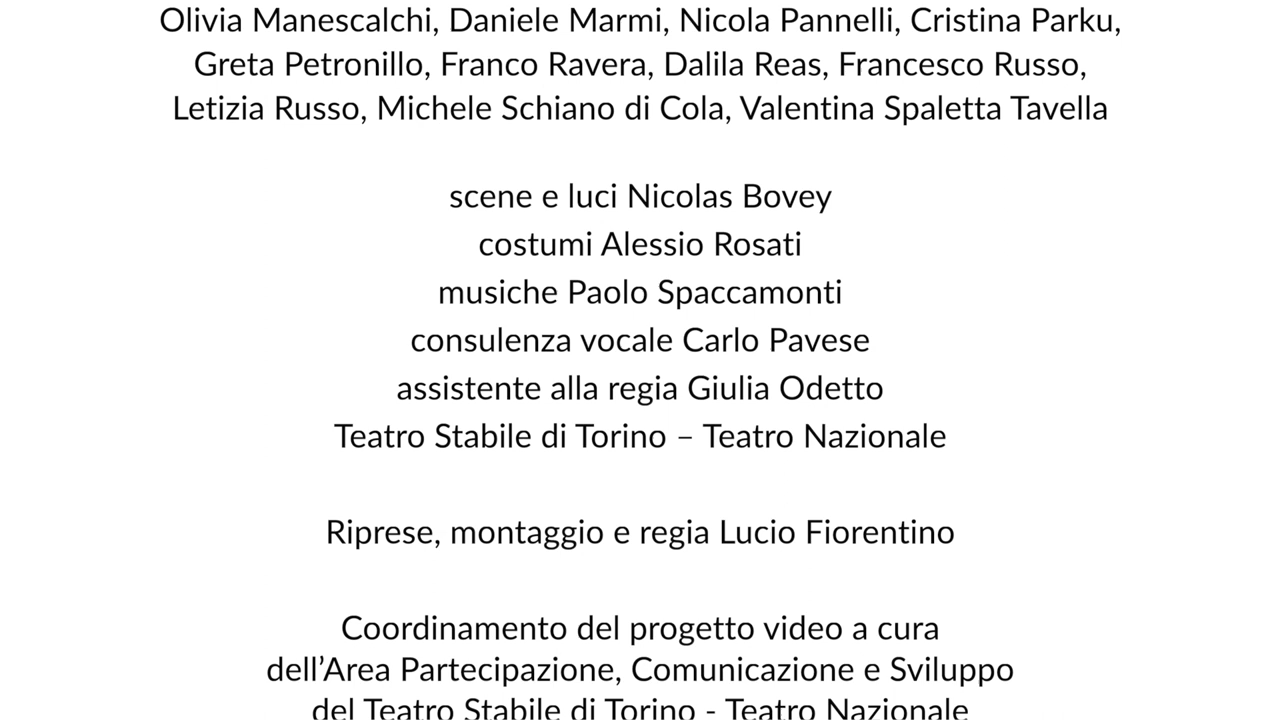 Olivia Manescalchi, Daniele Marmi, Nicola Pannelli, Cristina Parku,
Greta Petronillo, Franco Ravera, Dalila Reas, Francesco Russo,
Letizia Russo, Michele Schiano di Cola, Valentina Spaletta Tavella
scene e luci Nicolas Bovey
costumi Alessio Rosati
musiche Paolo Spaccamonti
consulenza vocale Carlo Pavese
assistente alla regia Giulia Odetto
Teatro Stabile di Torino – Teatro Nazionale
Riprese, montaggio e regia Lucio Fiorentino
Coordinamento del progetto video a cura
dell’Area Partecipazione, Comunicazione e Sviluppo
del Teatro Stabile di Torino - Teatro Nazionale